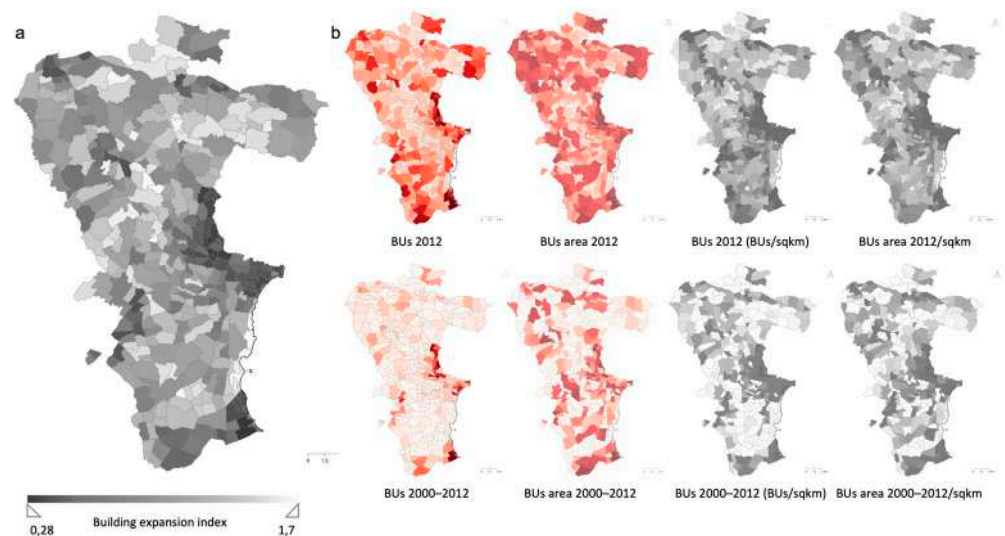 a
b
BUs 2012
BUs area 2012
BUs 2012 (BUs/sqkm)
BUs area 2012/sqkm
BUs 2000–2012
BUs area 2000–2012
BUs 2000–2012 (BUs/sqkm)
BUs area 2000–2012/sqkm
Building expansion index
0,28
1,7